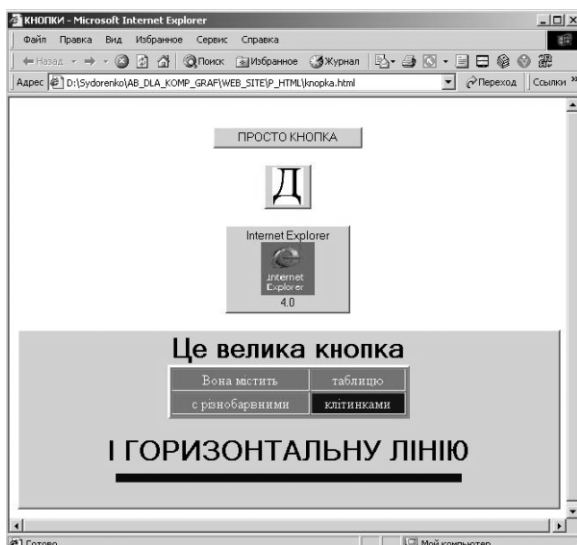 КНОПКИ - Microsoft Internet Explorer
Файл Правка Вид Избранное Сервис Справка
Назад Поиск Избранное Журнал
Адрес D:\Sydorenko\AB_DLA_KOMP_GRAF\WEB_SITE\P_HTML\knopka.html Переход Ссылки »
ПРОСТО КНОПКА
Д
Internet Explorer
Internet
Explorer
4.0
Це велика кнопка
Вона містить таблицю
с різнобарвними клітинками
І ГОРИЗОНТАЛЬНУ ЛІНІЮ
Готово Мой компьютер